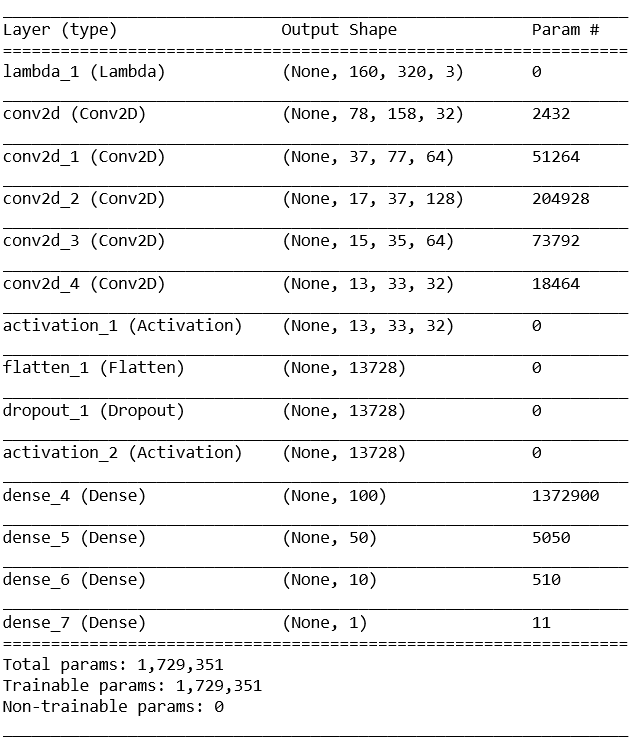 Layer (type) Output Shape Param #
lambda_1 (Lambda) (None, 160, 320, 3) 0
conv2d (Conv2D) (None, 78, 158, 32) 2432
conv2d_1 (Conv2D) (None, 37, 77, 64) 51264
conv2d_2 (Conv2D) (None, 17, 37, 128) 204928
conv2d_3 (Conv2D) (None, 15, 35, 64) 73792
conv2d_4 (Conv2D) (None, 13, 33, 32) 18464
activation_1 (Activation) (None, 13, 33, 32) 0
flatten_1 (Flatten) (None, 13728) 0
dropout_1 (Dropout) (None, 13728) 0
activation_2 (Activation) (None, 13728) 0
dense_4 (Dense) (None, 100) 1372900
dense_5 (Dense) (None, 50) 5050
dense_6 (Dense) (None, 10) 510
dense_7 (Dense) (None, 1) 11
Total params: 1,729,351
Trainable params: 1,729,351
Non-trainable params: 0